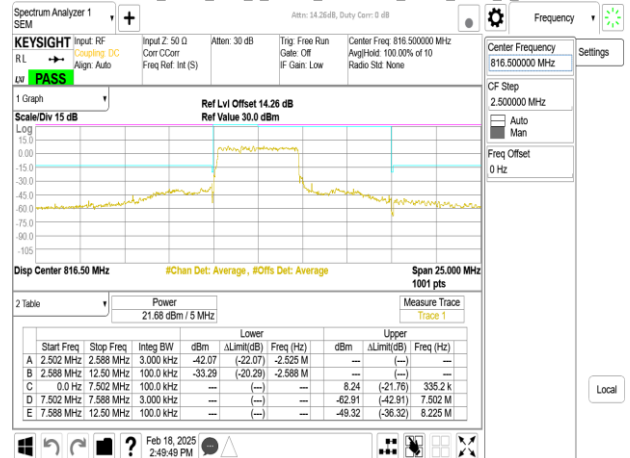 Spectrum Analyzer 1
SEM
Attn: 14.26dB, Duty Corr: 0 dB
Frequency
KEYSIGHT Input: RF
R L Coupling: DC
Align: Auto
LXI PASS
Input Z: 50 Ω
Corr CCorr
Freq Ref: Int (S)
Atten: 30 dB
Trig: Free Run
Gate: Off
IF Gain: Low
Center Freq: 816.500000 MHz
Avg|Hold: 100.00% of 10
Radio Std: None
Center Frequency
816.500000 MHz
Settings
CF Step
2.500000 MHz
Auto
Man
Freq Offset
0 Hz
Local
1 Graph
Ref Lvl Offset 14.26 dB
Scale/Div 15 dB Ref Value 30.0 dBm
Log
15.0
0.00
-15.0
-30.0
-45.0
-60.0
-75.0
-90.0
-105
Disp Center 816.50 MHz #Chan Det: Average, #Offs Det: Average Span 25.000 MHz
1001 pts
2 Table
Power
21.68 dBm / 5 MHz
Measure Trace
Trace 1
Lower Upper
Start Freq Stop Freq Integ BW dBm ΔLimit(dB) Freq (Hz) dBm ΔLimit(dB) Freq (Hz)
A 2.502 MHz 2.588 MHz 3.000 kHz -42.07 (-22.07) -2.525 M --- (---) ---
B 2.588 MHz 12.50 MHz 100.0 kHz -33.29 (-20.29) -2.588 M --- (---) ---
C 0.0 Hz 7.502 MHz 100.0 kHz --- (---) --- 8.24 (-21.76) 335.2 k
D 7.502 MHz 7.588 MHz 3.000 kHz --- (---) --- -62.91 (-42.91) 7.502 M
E 7.588 MHz 12.50 MHz 100.0 kHz --- (---) --- -49.32 (-36.32) 8.225 M
Feb 18, 2025
2:49:49 PM